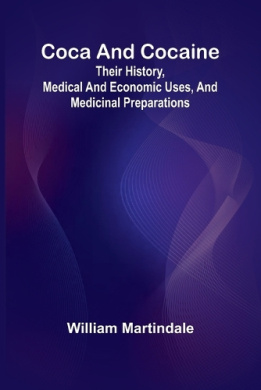 Coca And Cocaine
Their History,
Medical And Economic Uses, And
Medicinal Preparations
William Martindale